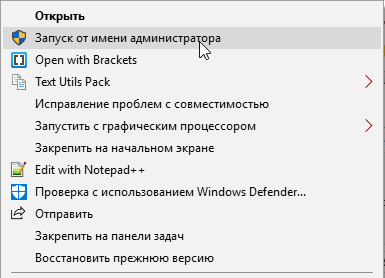 Открыть
Запуск от имени администратора
Open with Brackets
Text Utils Pack
Исправление проблем с совместимостью
Запустить с графическим процессором
Закрепить на начальном экране
Edit with Notepad++
Проверка с использованием Windows Defender...
Отправить
Закрепить на панели задач
Восстановить прежнюю версию